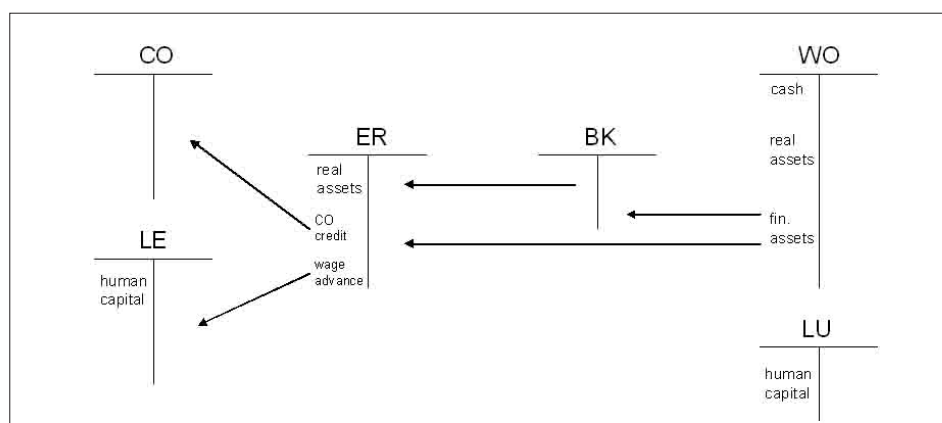 CO
WO
cash
ER
BK
real
assets
real
assets
CO
credit
fin.
assets
LE
wage
advance
human
capital
LU
human
capital